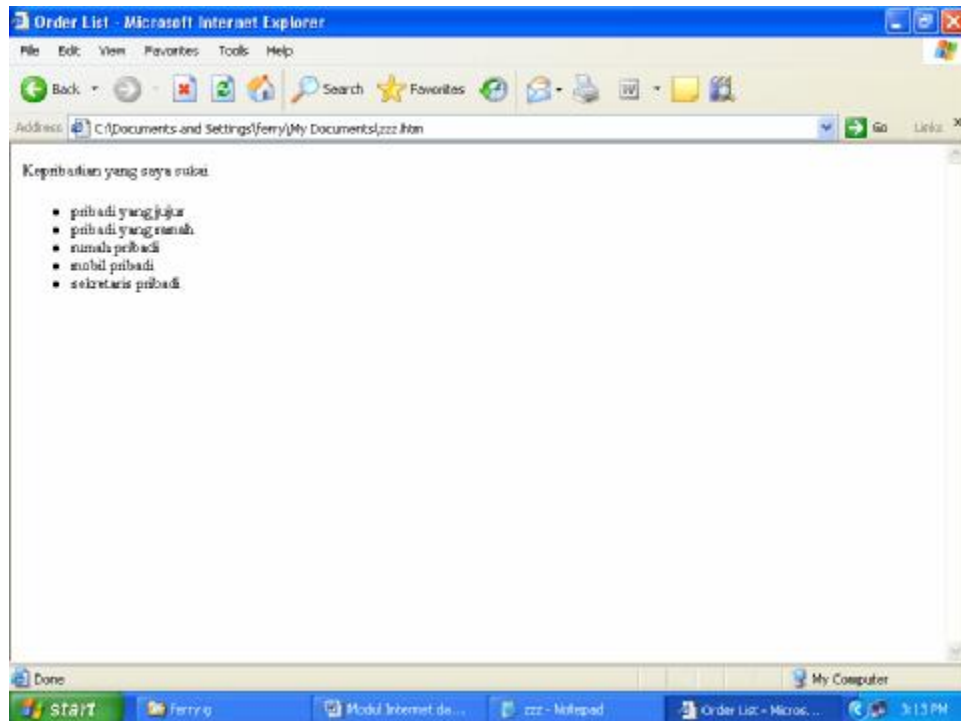 Order List - Microsoft Internet Explorer
File Edit View Favorites Tools Help
Back Search Favorites
Address C:\Documents and Settings\ferry\My Documents\zzz.htm Go Links
Kepribadian yang saya sukai
pribadi yang jujur
pribadi yang ramah
rumah pribadi
mobil pribadi
sekretaris pribadi
Done My Computer
start ferry g Modul Internet da... zzz - Notepad Order List - Micros... 3:13 PM